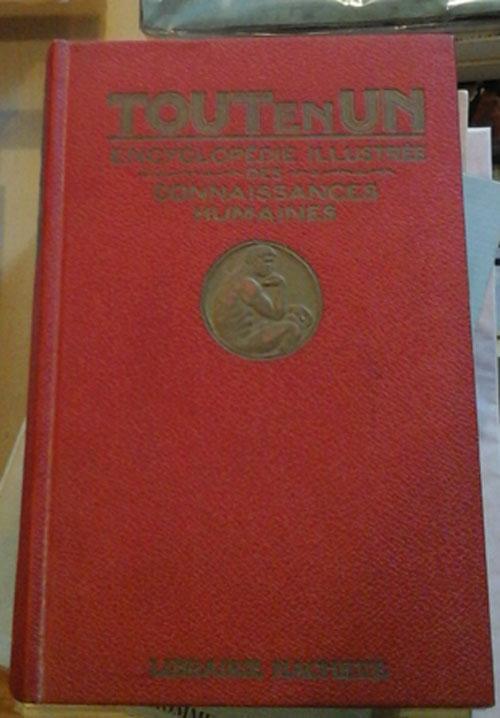 TOUT EN UN
ENCYCLOPÉDIE ILLUSTRÉE
DES
CONNAISSANCES
HUMAINES
LIBRAIRIE HACHETTE